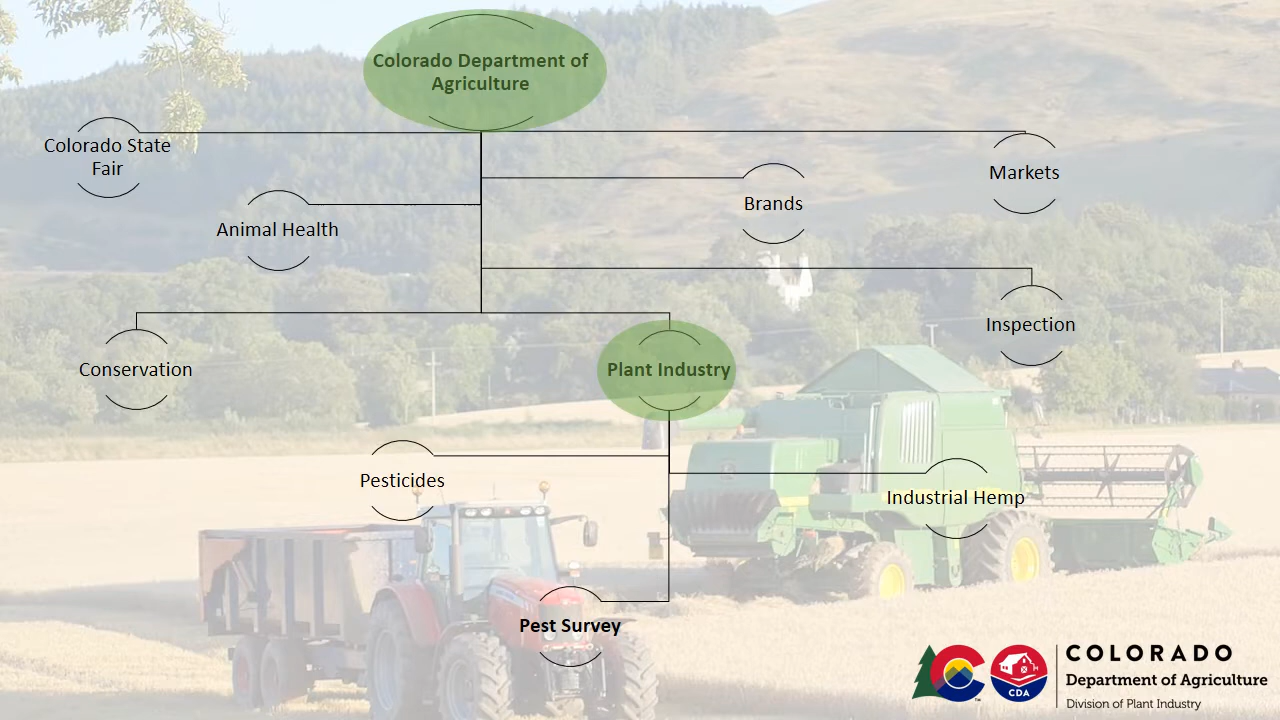 Colorado Department of
Agriculture
Colorado State
Fair
Markets
Brands
Animal Health
Inspection
Conservation
Plant Industry
Pesticides
Industrial Hemp
Pest Survey
CDA
COLORADO
Department of Agriculture
Division of Plant Industry